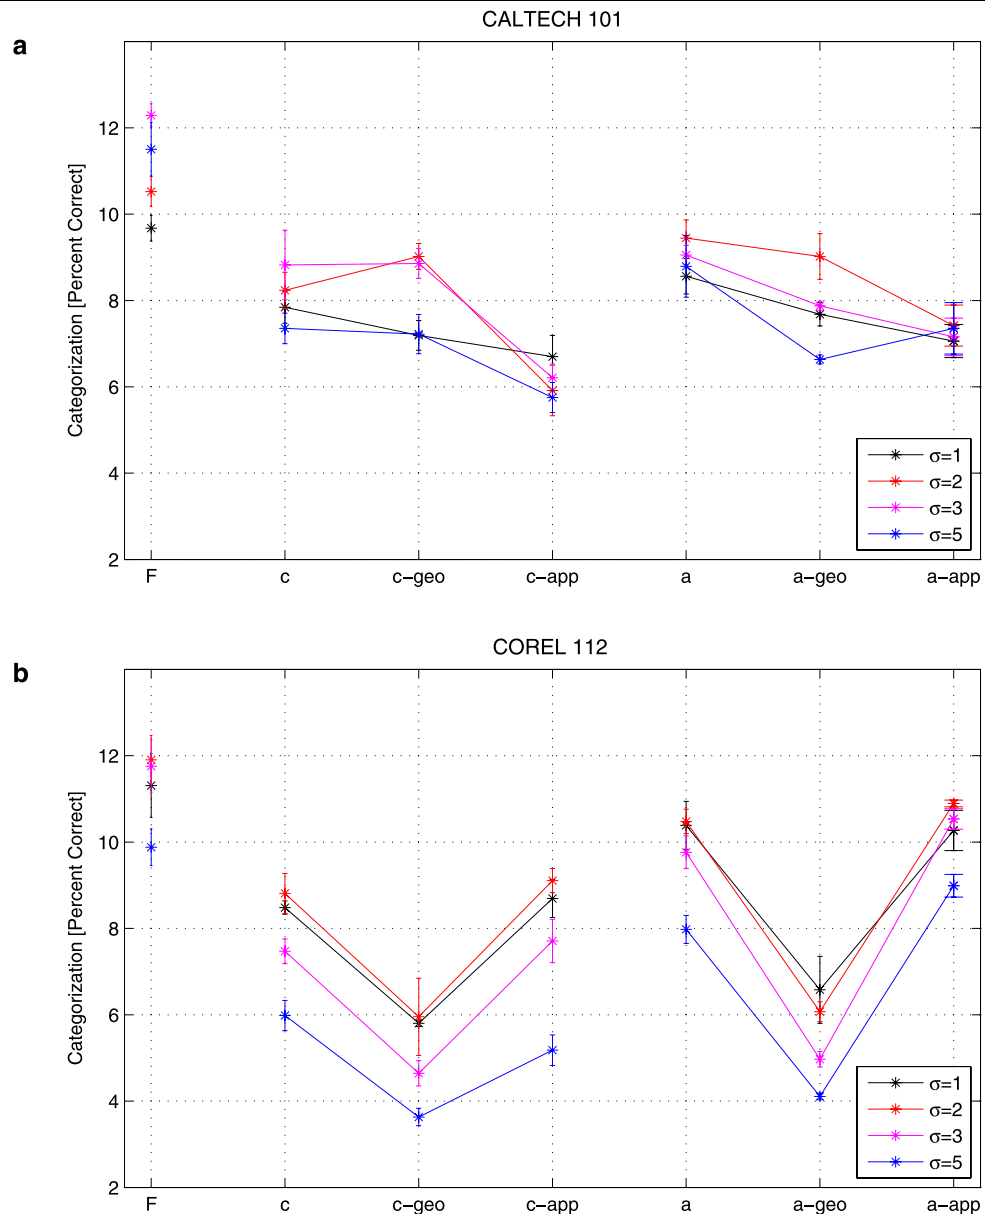 CALTECH 101
a
Categorization [Percent Correct]
12
10
8
6
4
2
F c c-geo c-app a a-geo a-app
σ=1
σ=2
σ=3
σ=5
COREL 112
b
Categorization [Percent Correct]
12
10
8
6
4
2
F c c-geo c-app a a-geo a-app
σ=1
σ=2
σ=3
σ=5